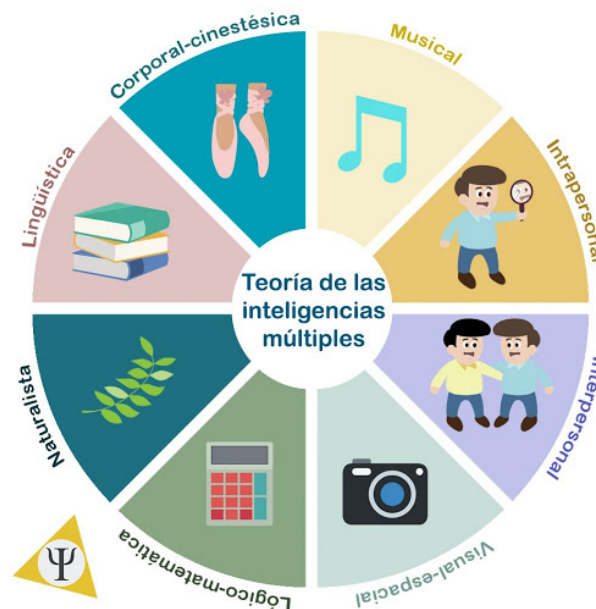 Corporal-cinestésica
Musical
Intrapersonal
Interpersonal
Visual-espacial
Lógico-matemática
Naturalista
Lingüística
Teoría de las
inteligencias
múltiples
Ψ